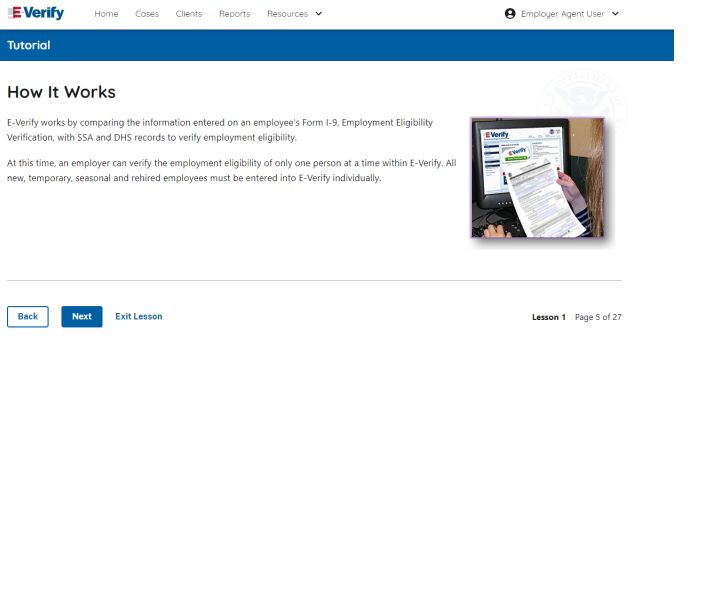 E-Verify Home Cases Clients Reports Resources Employer Agent User
Tutorial
How It Works
E-Verify works by comparing the information entered on an employee's Form I-9, Employment Eligibility
Verification, with SSA and DHS records to verify employment eligibility.
At this time, an employer can verify the employment eligibility of only one person at a time within E-Verify. All
new, temporary, seasonal and rehired employees must be entered into E-Verify individually.
E-Verify
E-Verify
Back Next Exit Lesson Lesson 1 Page 5 of 27